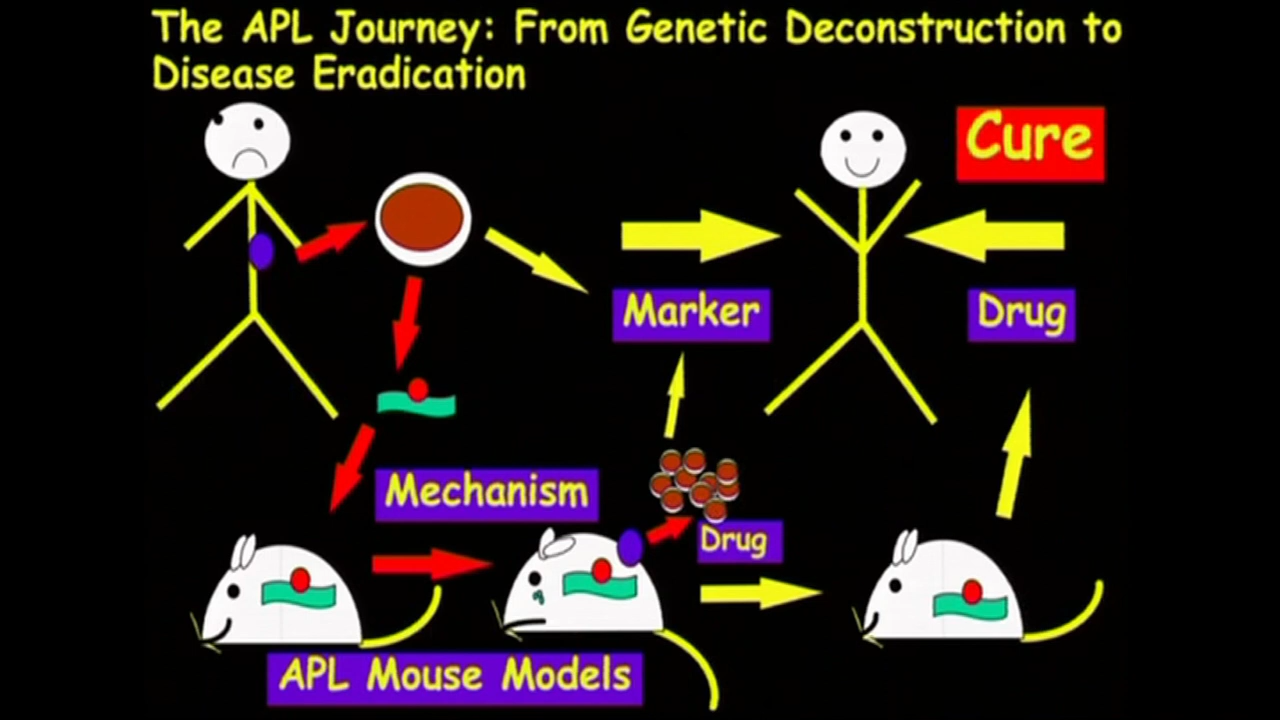 The APL Journey: From Genetic Deconstruction to
Disease Eradication
Cure
Marker
Drug
Mechanism
Drug
APL Mouse Models